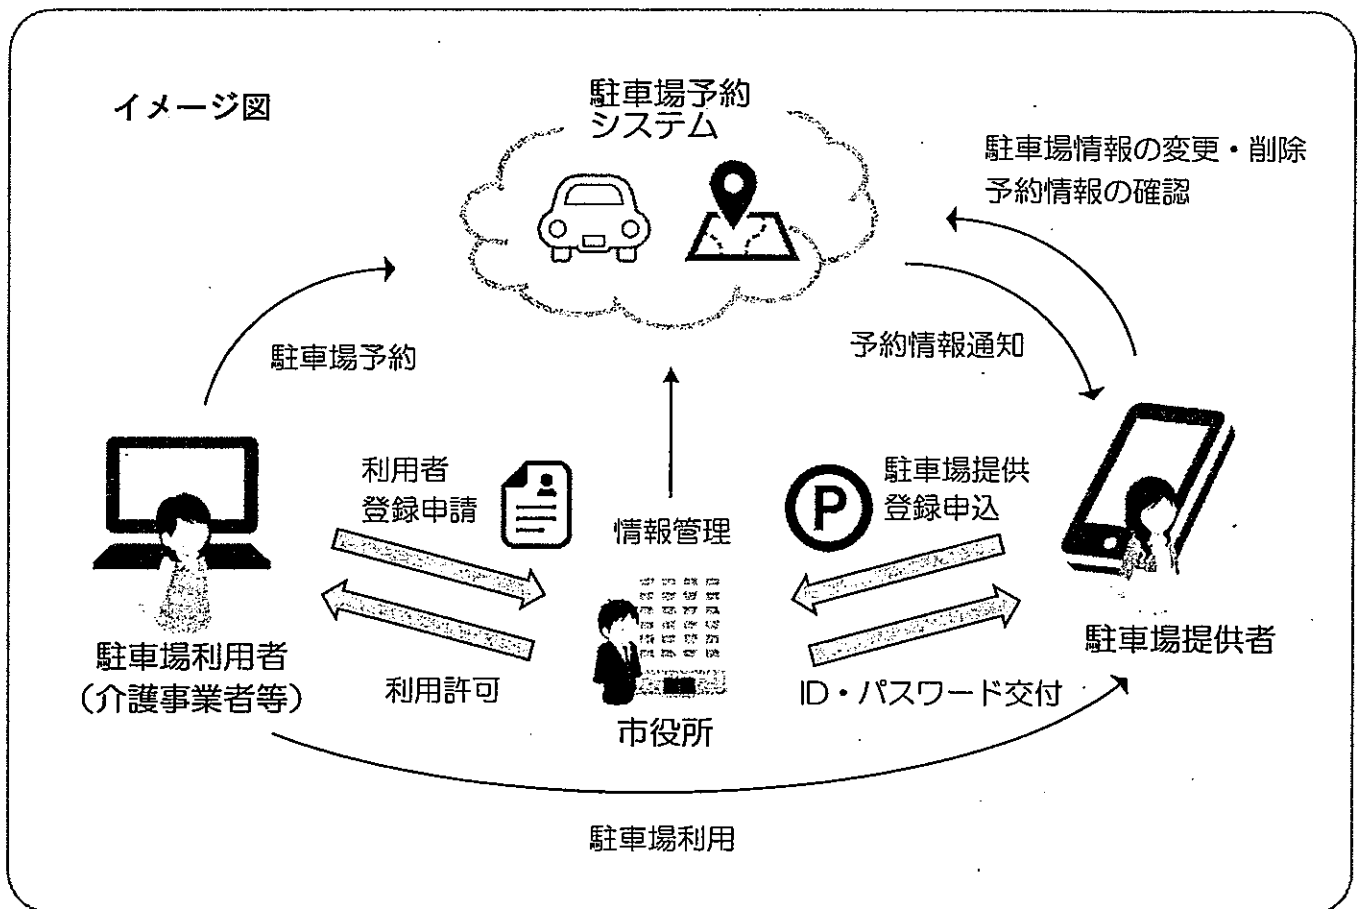 イメージ図
駐車場予約
システム
駐車場情報の変更・削除
予約情報の確認
駐車場予約
予約情報通知
利用者
登録申請
情報管理
P
駐車場提供
登録申込
駐車場利用者
（介護事業者等）
利用許可
市役所
ID・パスワード交付
駐車場提供者
駐車場利用